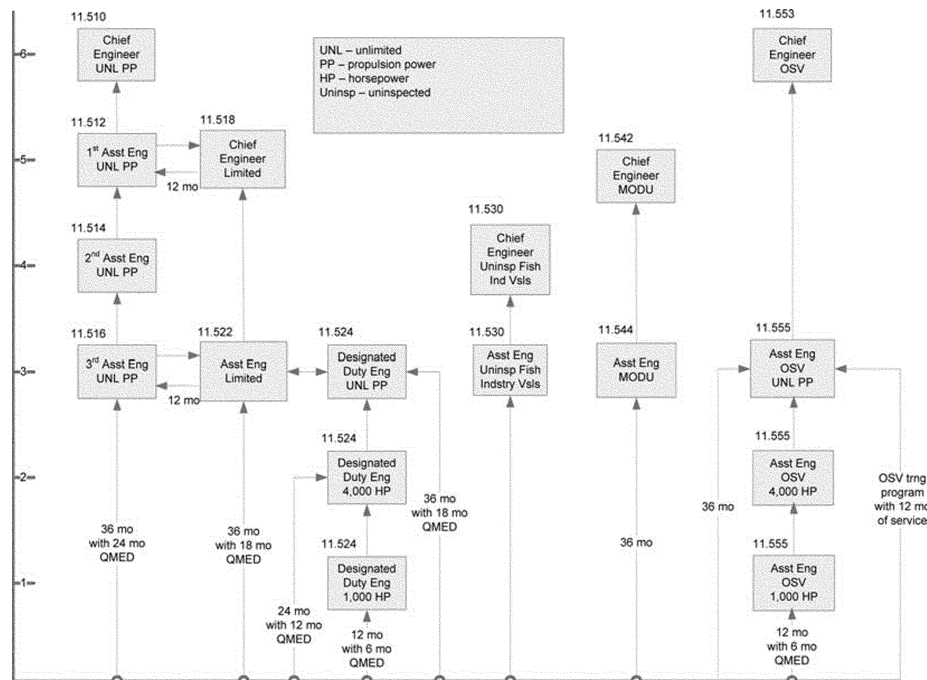 11.510
Chief
Engineer
UNL PP
11.512
1st Asst Eng
UNL PP
11.514
2nd Asst Eng
UNL PP
11.516
3rd Asst Eng
UNL PP
36 mo
with 24 mo
QMED
12 mo
12 mo
11.518
Chief
Engineer
Limited
11.522
Asst Eng
Limited
36 mo
with 18 mo
QMED
UNL – unlimited
PP – propulsion power
HP – horsepower
Uninsp – uninspected
11.524
Designated
Duty Eng
UNL PP
11.524
Designated
Duty Eng
4,000 HP
11.524
Designated
Duty Eng
1,000 HP
24 mo
with 12 mo
QMED
12 mo
with 6 mo
QMED
36 mo
with 18 mo
QMED
11.530
Chief
Engineer
Uninsp Fish
Ind Vsls
11.530
Asst Eng
Uninsp Fish
Indstry Vsls
11.542
Chief
Engineer
MODU
11.544
Asst Eng
MODU
36 mo
11.553
Chief
Engineer
OSV
11.555
Asst Eng
OSV
UNL PP
11.555
Asst Eng
OSV
4,000 HP
11.555
Asst Eng
OSV
1,000 HP
36 mo
12 mo
with 6 mo
QMED
OSV trng
program
with 12 mo
of service
6
5
4
3
2
1